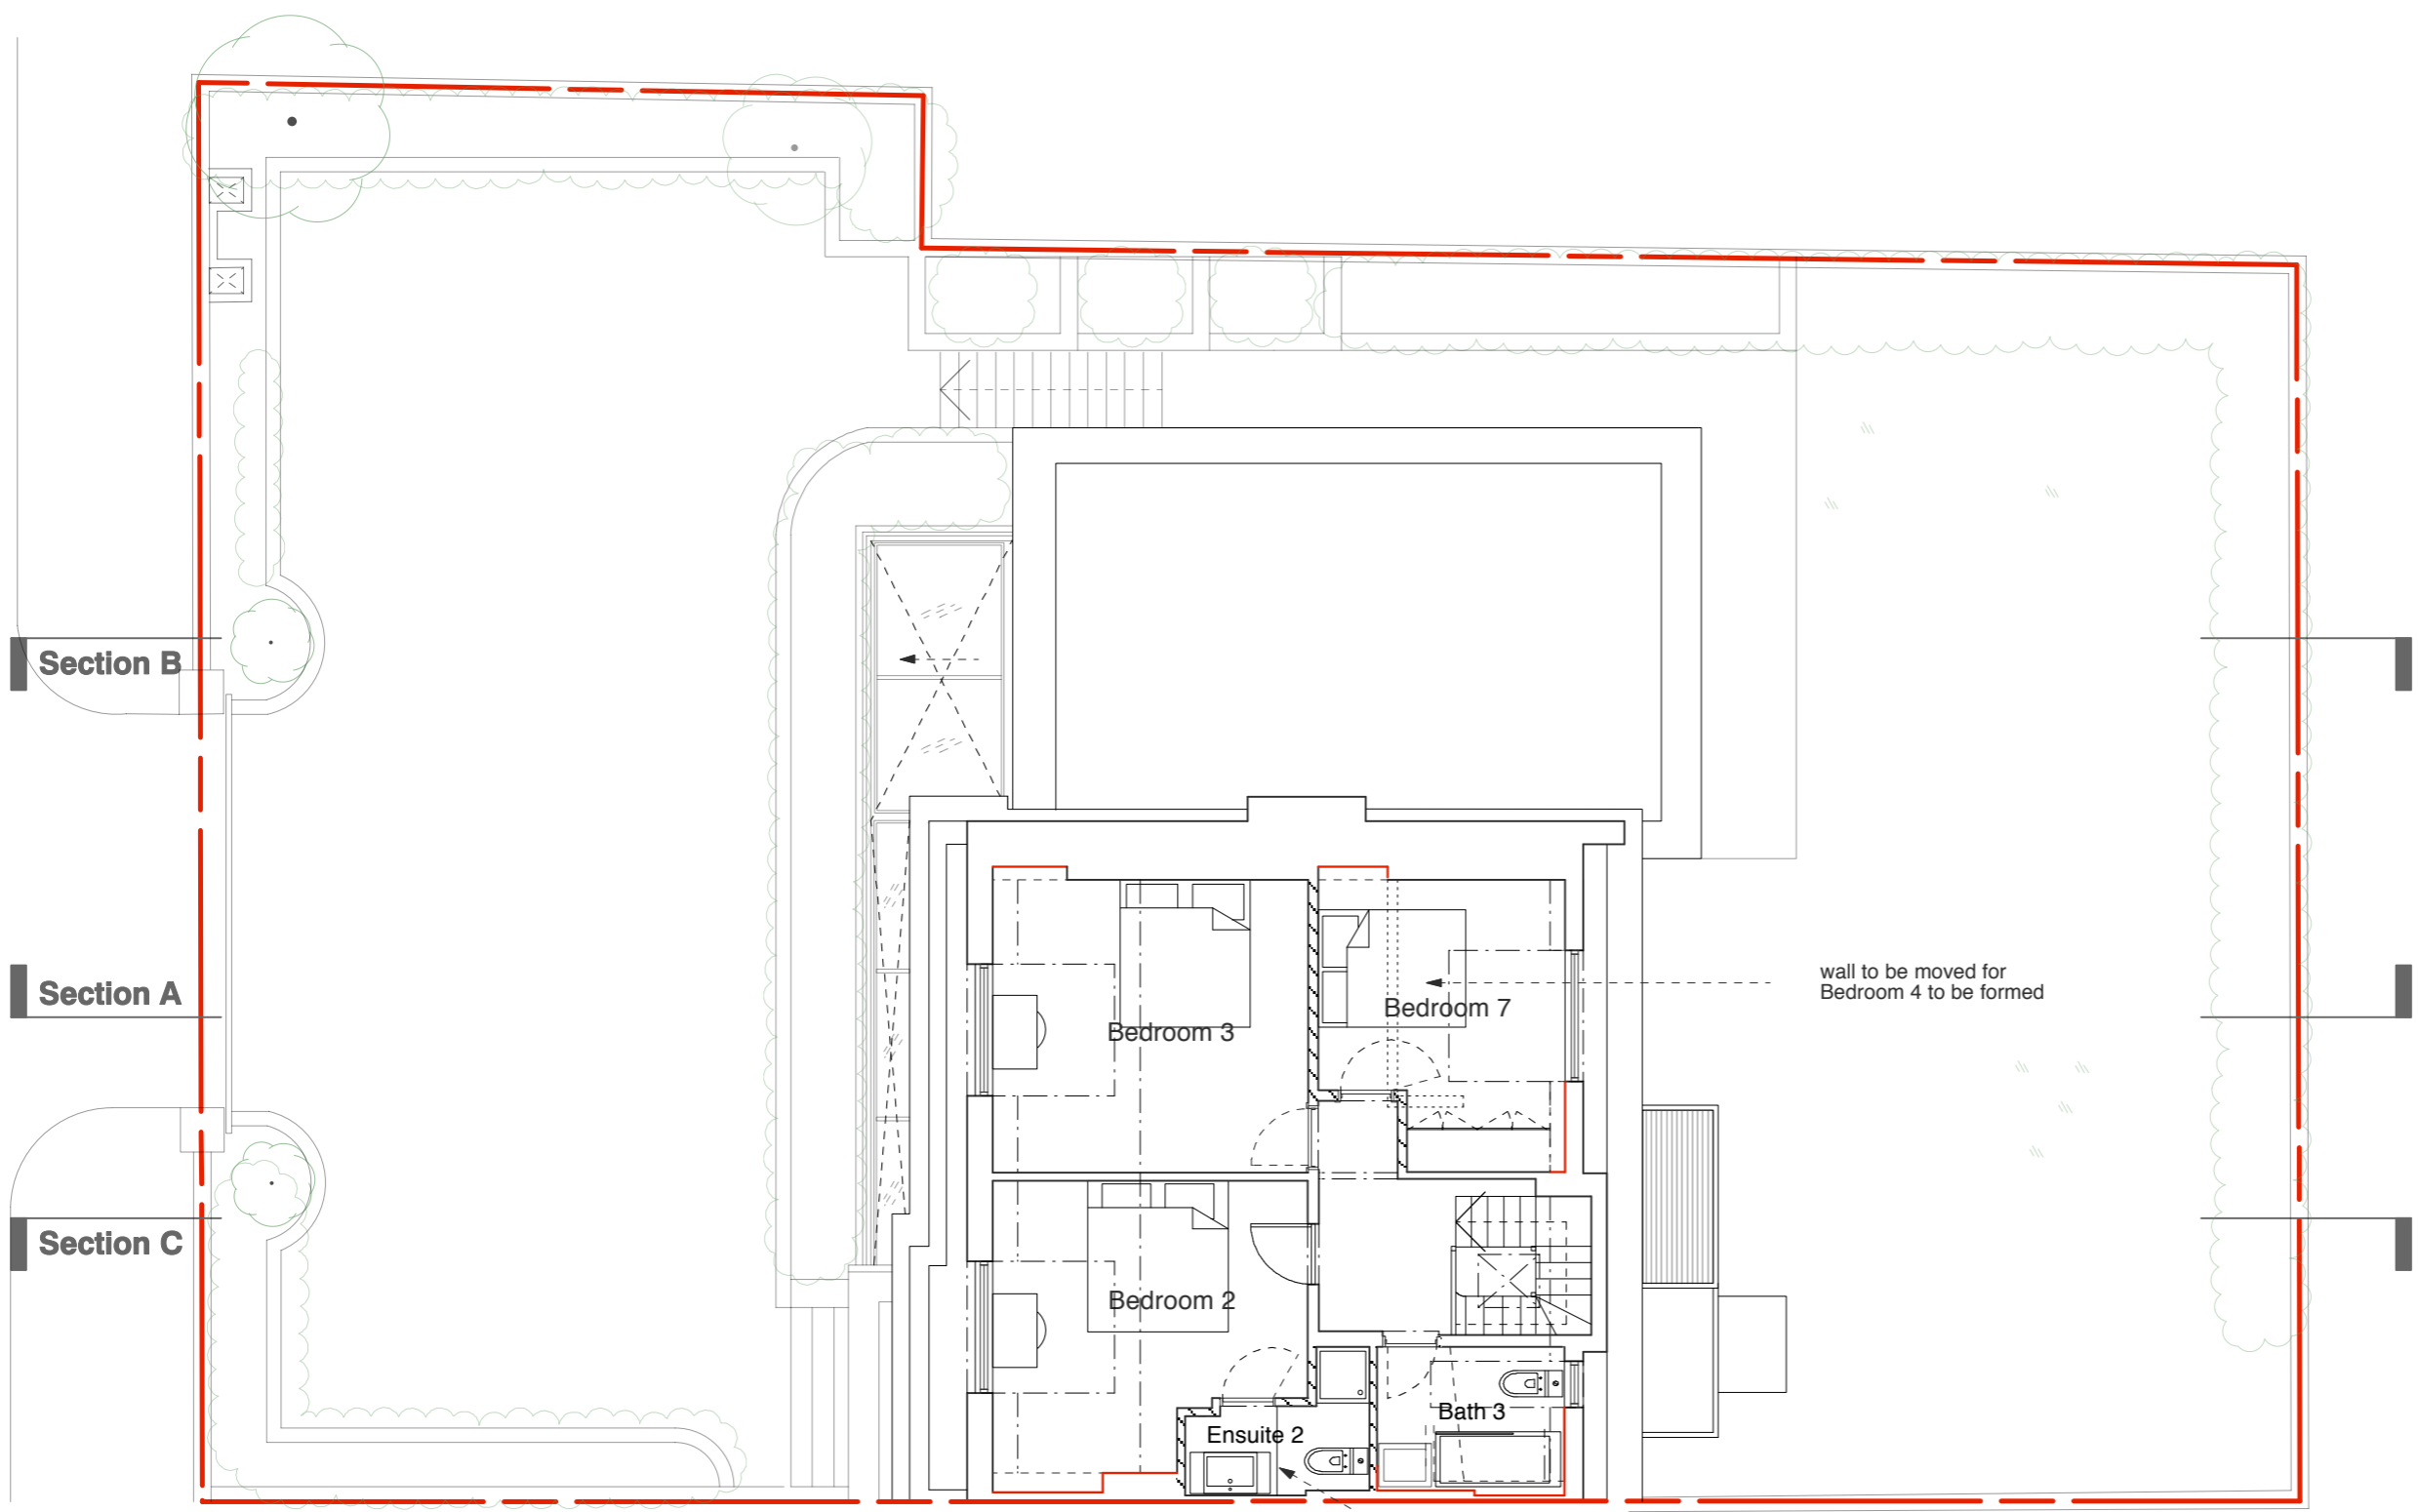 Section B
Section A
Section C
wall to be moved for
Bedroom 4 to be formed
Bedroom 7
Bedroom 3
Bedroom 2
Bath 3
Ensuite 2